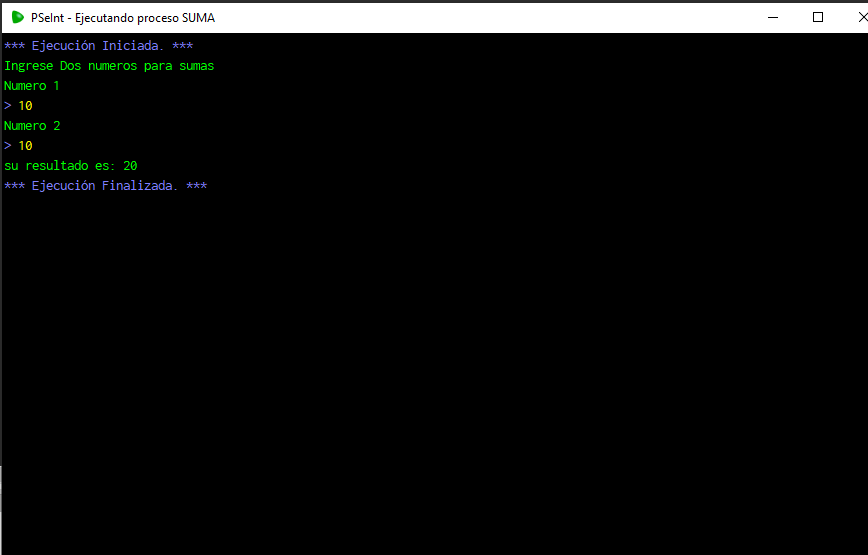 PSeInt - Ejecutando proceso SUMA
*** Ejecución Iniciada. ***
Ingrese Dos numeros para sumas
Numero 1
> 10
Numero 2
> 10
su resultado es: 20
*** Ejecución Finalizada. ***